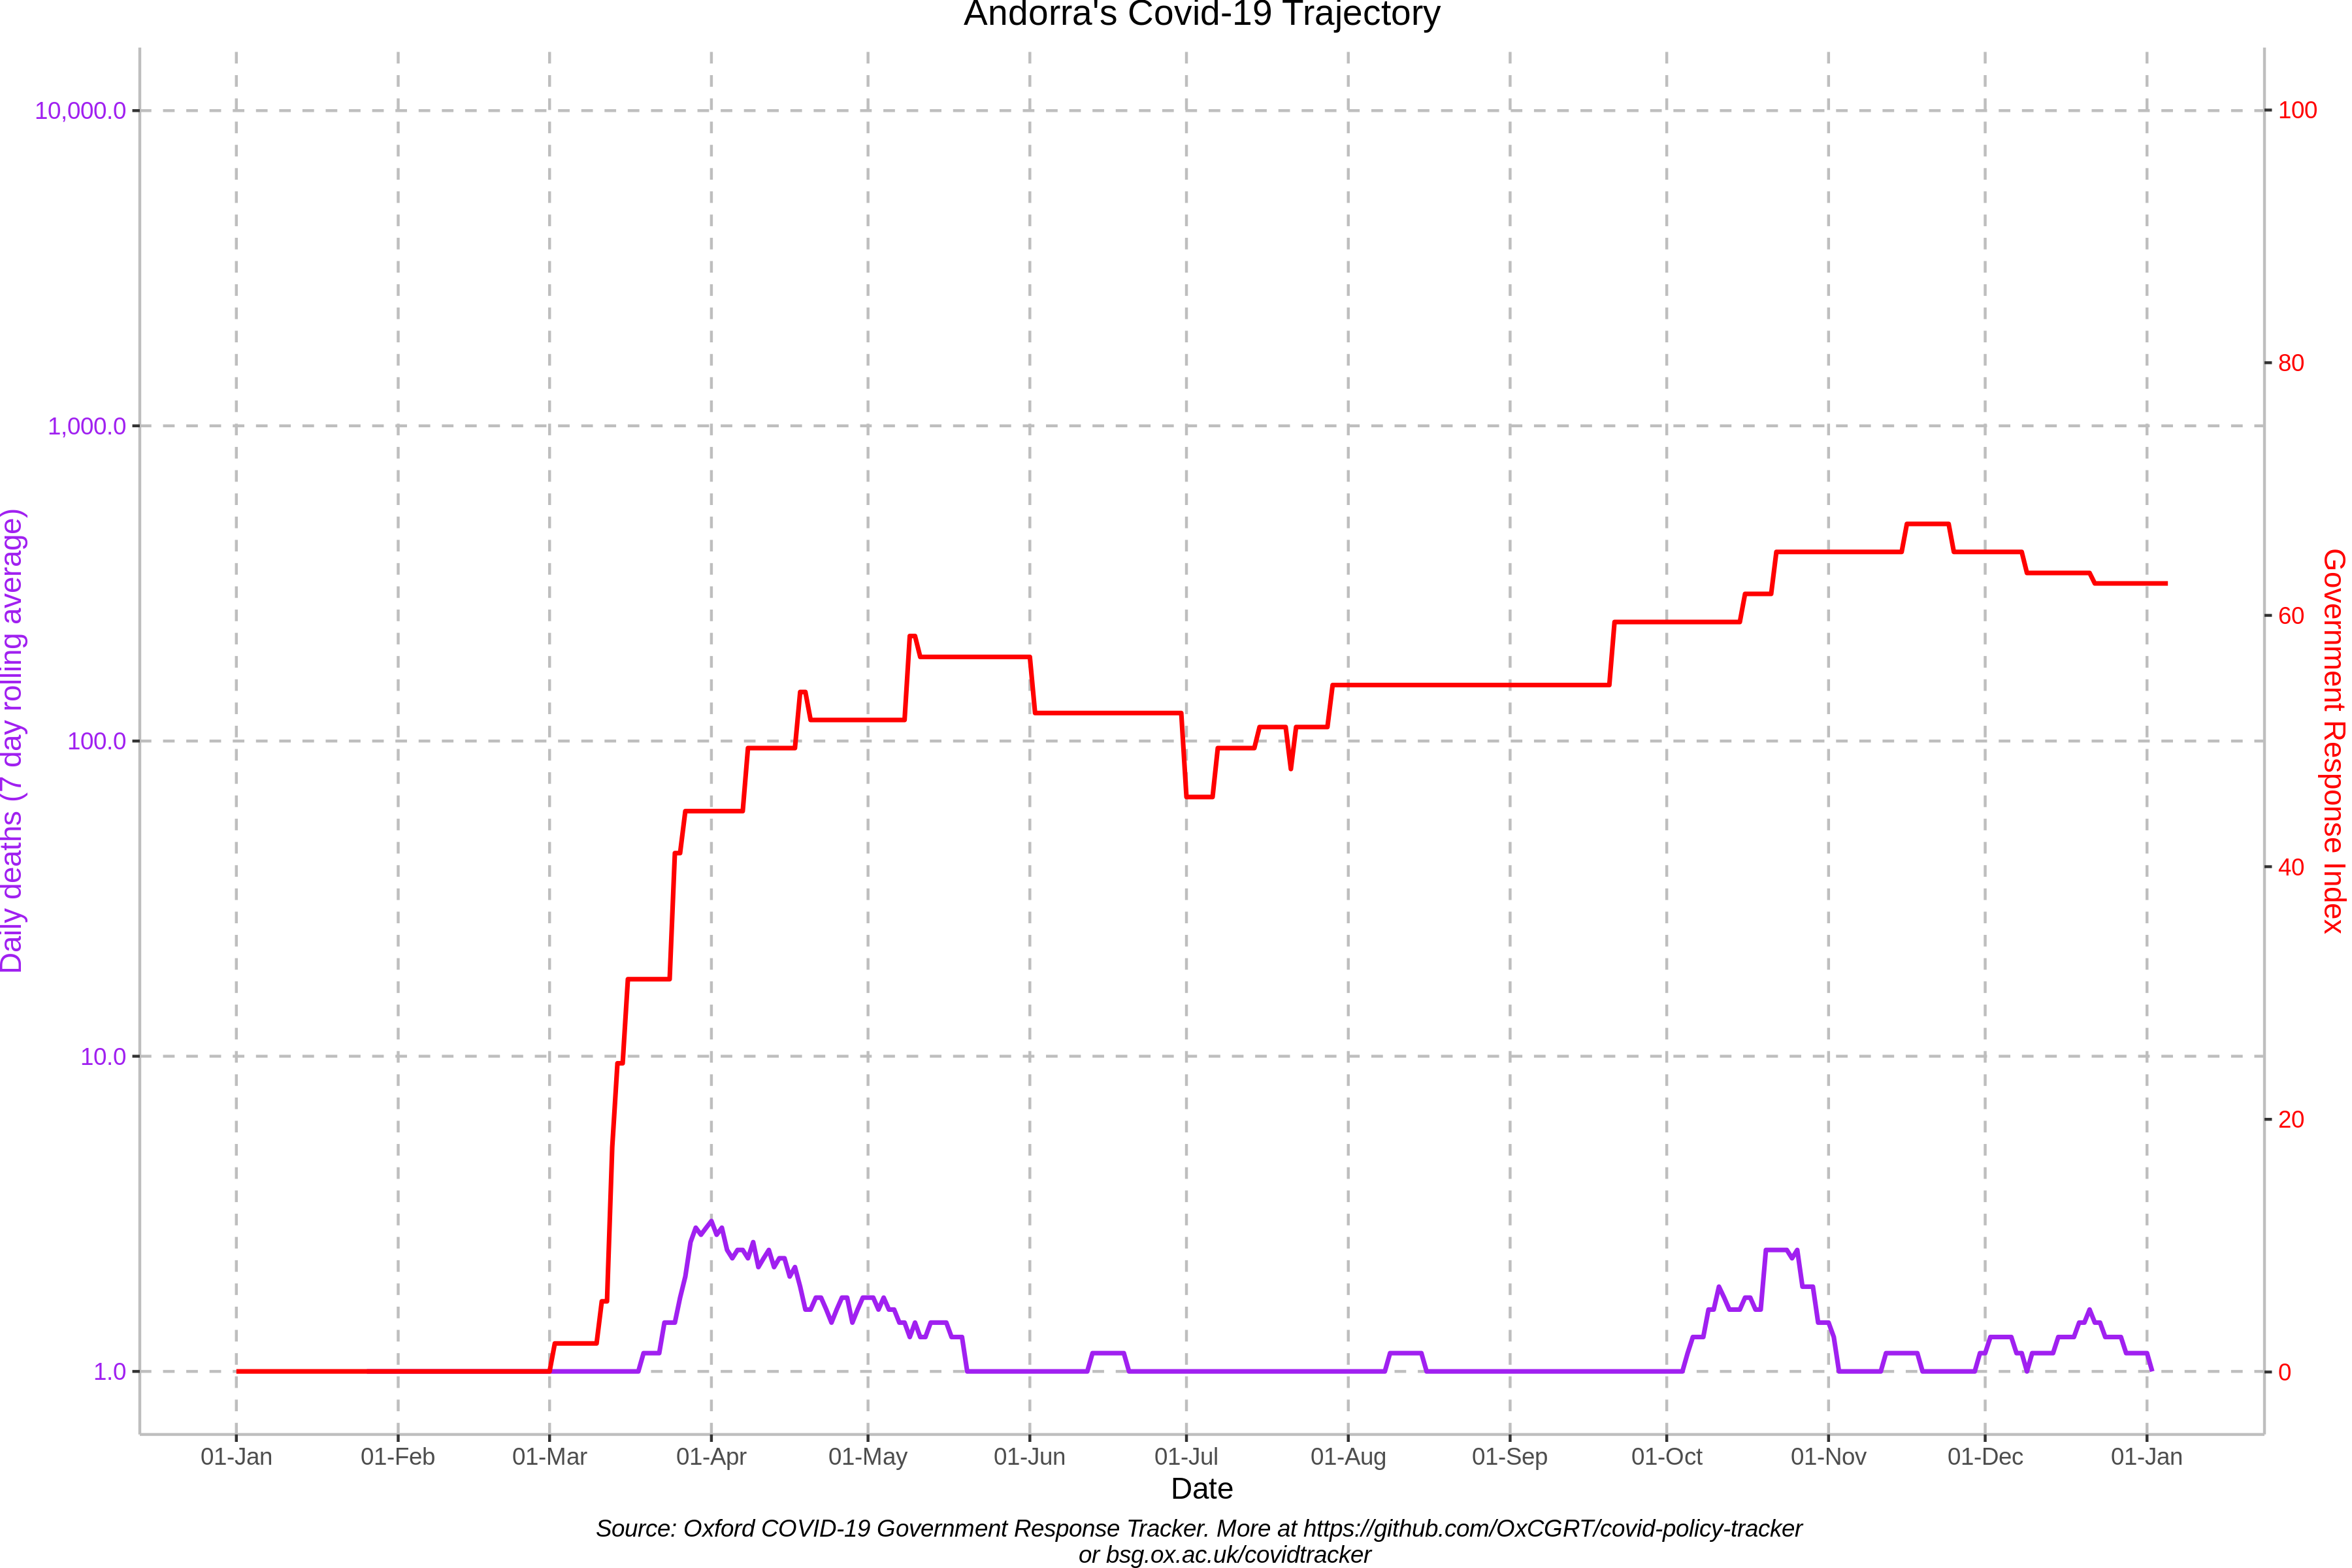 Andorra's Covid-19 Trajectory
10,000.0
1,000.0
100.0
10.0
1.0
Daily deaths (7 day rolling average)
100
80
60
40
20
0
Government Response Index
01-Jan 01-Feb 01-Mar 01-Apr 01-May 01-Jun 01-Jul 01-Aug 01-Sep 01-Oct 01-Nov 01-Dec 01-Jan
Date
Source: Oxford COVID-19 Government Response Tracker. More at https://github.com/OxCGRT/covid-policy-tracker
or bsg.ox.ac.uk/covidtracker